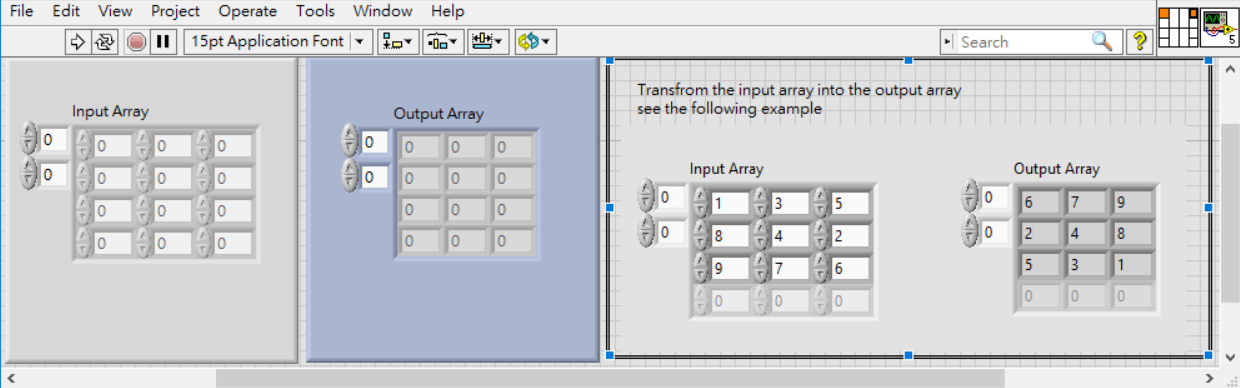 File Edit View Project Operate Tools Window Help
15pt Application Font
Search
?
5
Input Array
0
0
0 0 0
0 0 0
0 0 0
0 0 0
Output Array
0
0
0 0 0
0 0 0
0 0 0
0 0 0
Transfrom the input array into the output array
see the following example
Input Array
0
0
1 3 5
8 4 2
9 7 6
0 0 0
Output Array
0
0
6 7 9
2 4 8
5 3 1
0 0 0